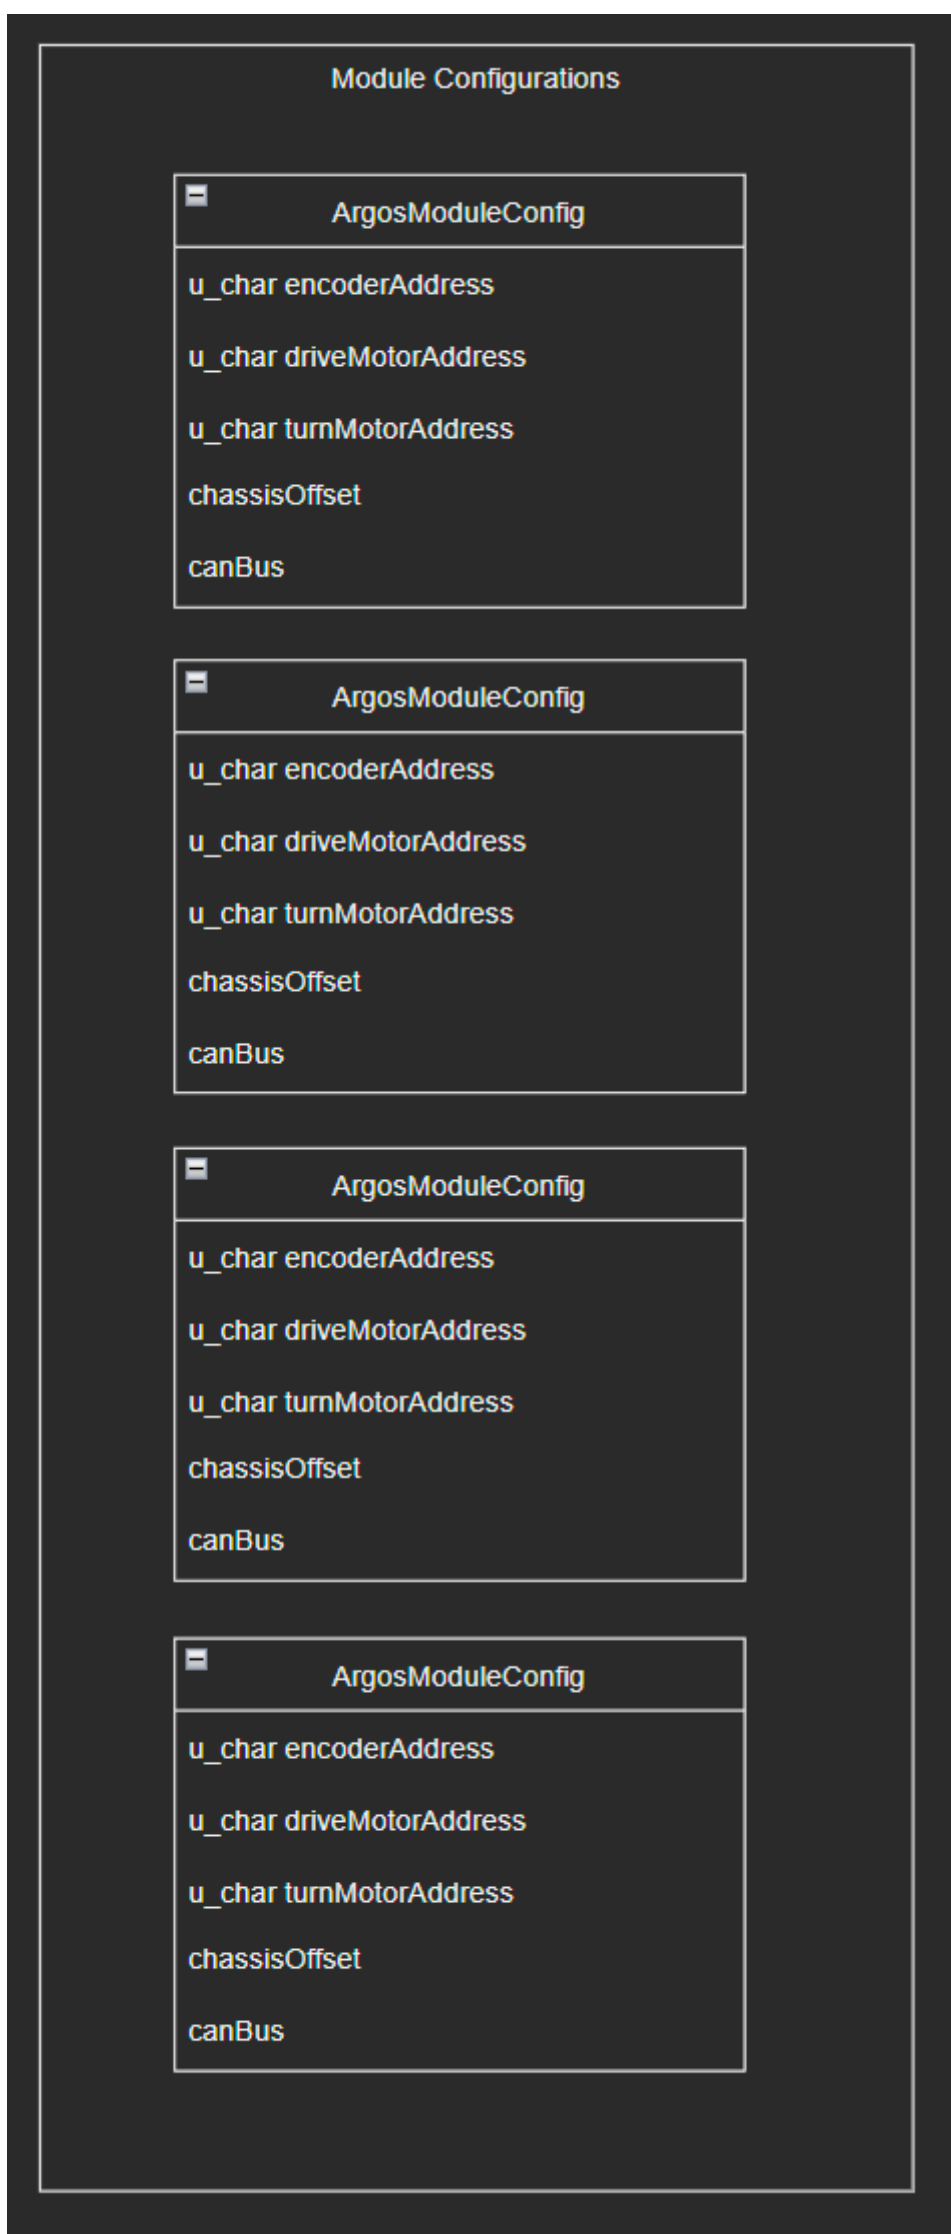 Module Configurations
ArgosModuleConfig
u_char encoderAddress
u_char driveMotorAddress
u_char turnMotorAddress
chassisOffset
canBus
ArgosModuleConfig
u_char encoderAddress
u_char driveMotorAddress
u_char turnMotorAddress
chassisOffset
canBus
ArgosModuleConfig
u_char encoderAddress
u_char driveMotorAddress
u_char turnMotorAddress
chassisOffset
canBus
ArgosModuleConfig
u_char encoderAddress
u_char driveMotorAddress
u_char turnMotorAddress
chassisOffset
canBus